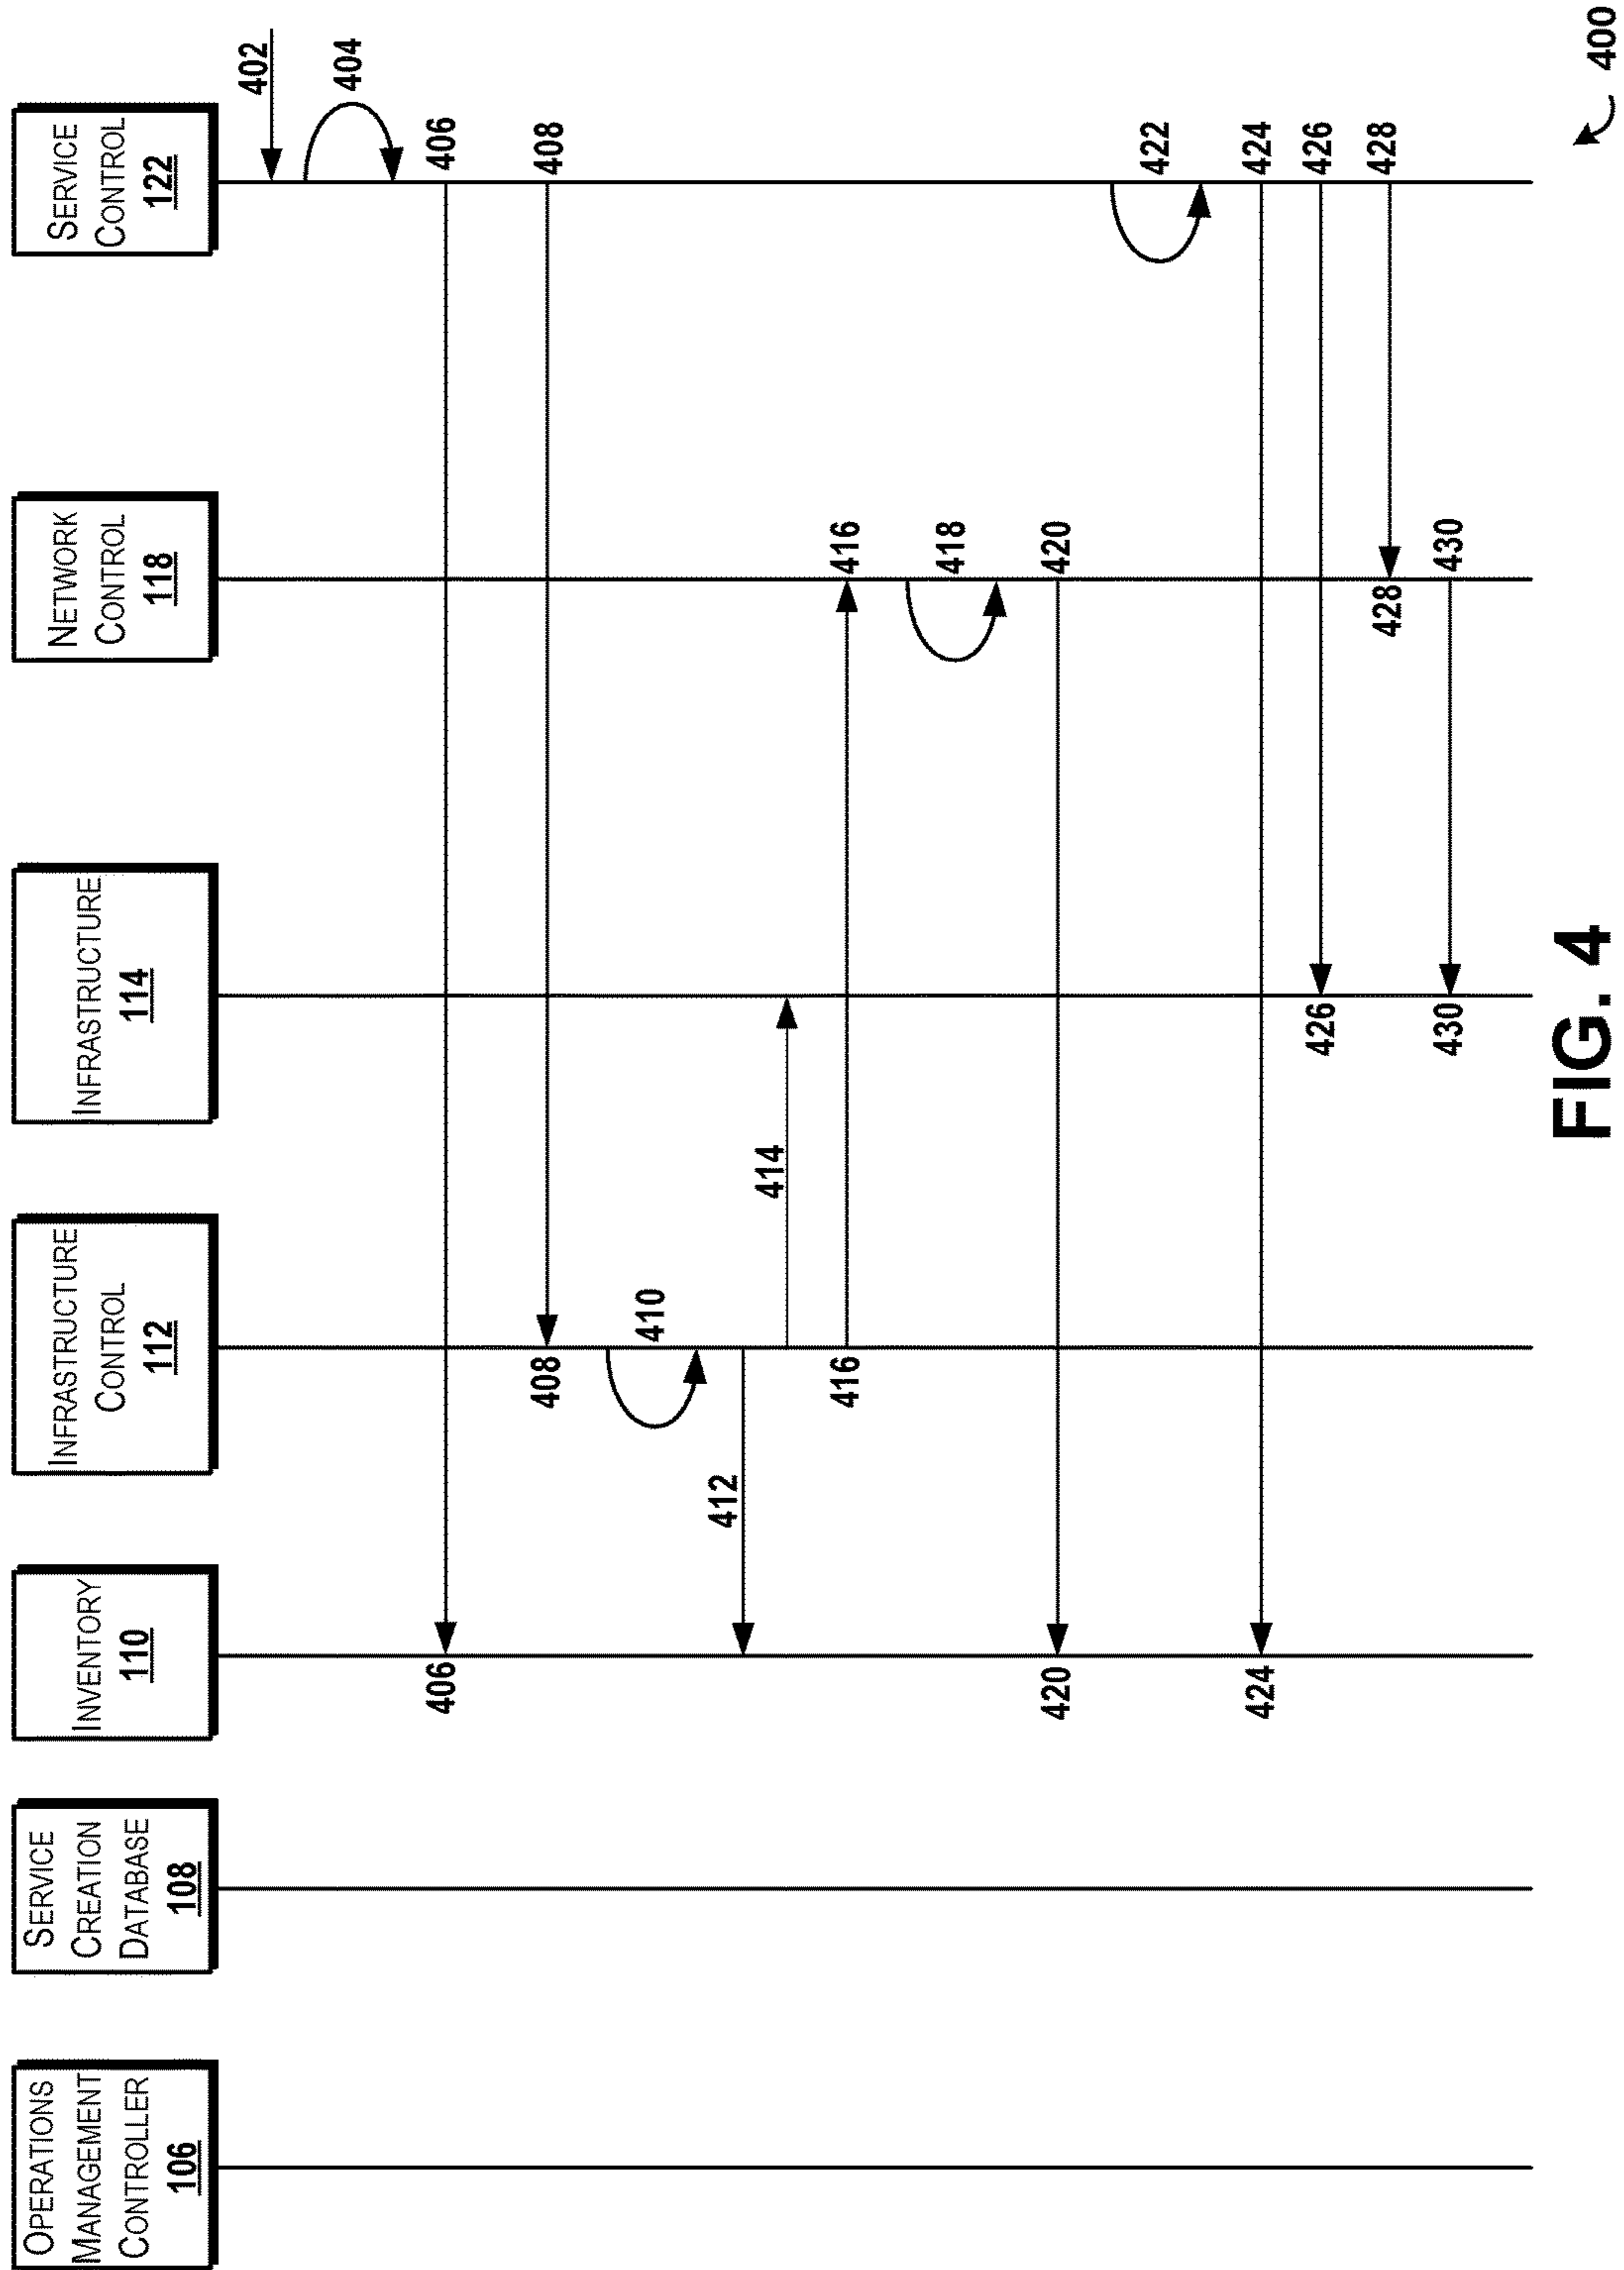 OPERATIONS
MANAGEMENT
CONTROLLER
106
SERVICE
CREATION
DATABASE
108
INVENTORY
110
INFRASTRUCTURE
CONTROL
112
INFRASTRUCTURE
114
NETWORK
CONTROL
118
SERVICE
CONTROL
122
402
404
406
406
408
408
410
412
414
416
416
418
420
420
422
424
424
426
426
428
428
430
430
FIG. 4
400